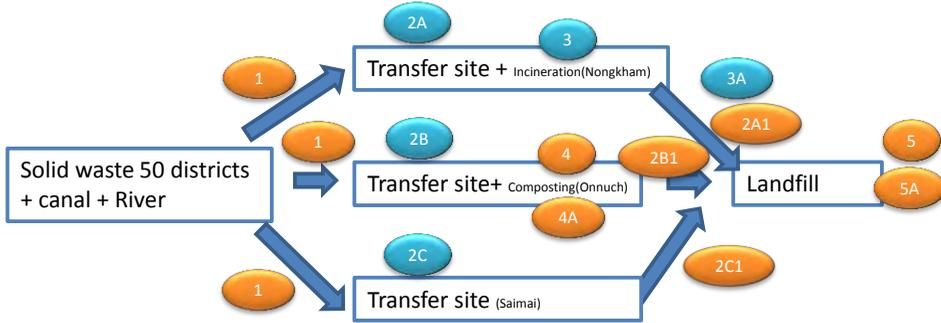 2A
3
Transfer site + Incineration(Nongkham)
1
3A
2A1
1
2B
4
2B1
5
Solid waste 50 districts
+ canal + River
Transfer site+ Composting(Onnuch)
Landfill
5A
4A
2C
2C1
1
Transfer site (Saimai)